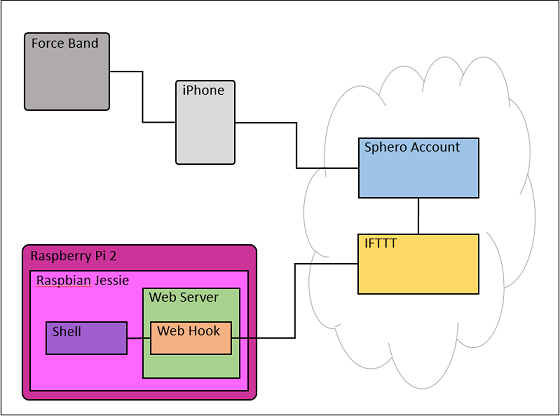 Force Band
iPhone
Sphero Account
IFTTT
Raspberry Pi 2
Raspbian Jessie
Web Server
Shell
Web Hook